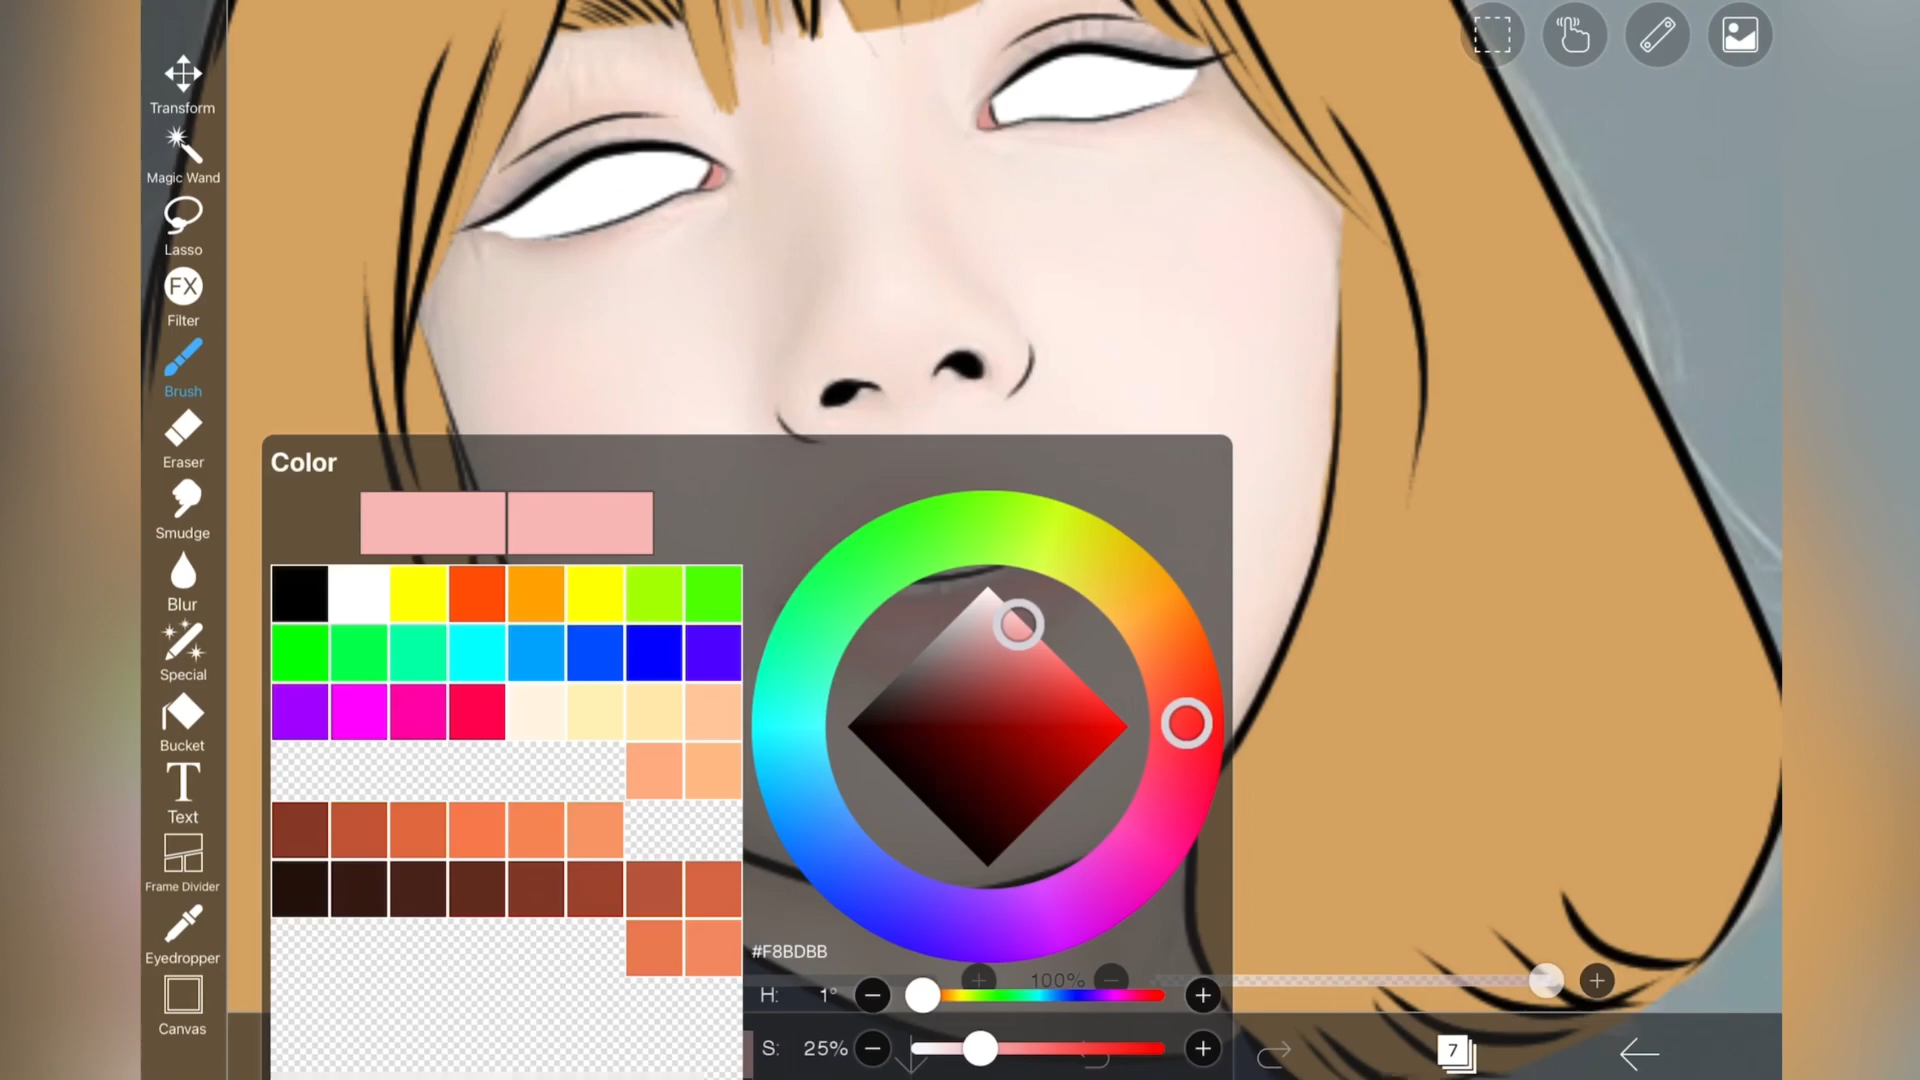 Transform
Magic Wand
Lasso
FX
Filter
Brush
Eraser
Smudge
Blur
Special
Bucket
T
Text
Frame Divider
Eyedropper
Canvas
Color
#F8BDBB
100%
H: 1°
S: 25%
7